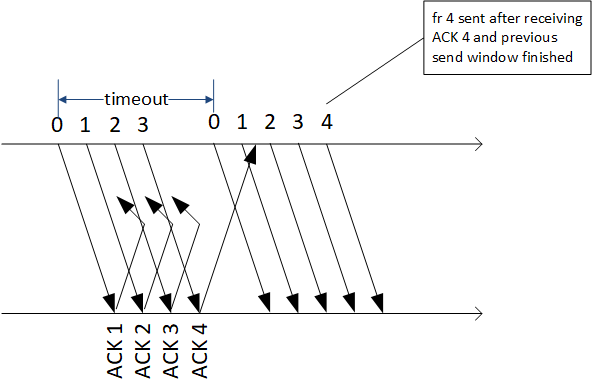 fr 4 sent after receiving
ACK 4 and previous
send window finished
timeout
0 1 2 3 0 1 2 3 4
ACK 1
ACK 2
ACK 3
ACK 4